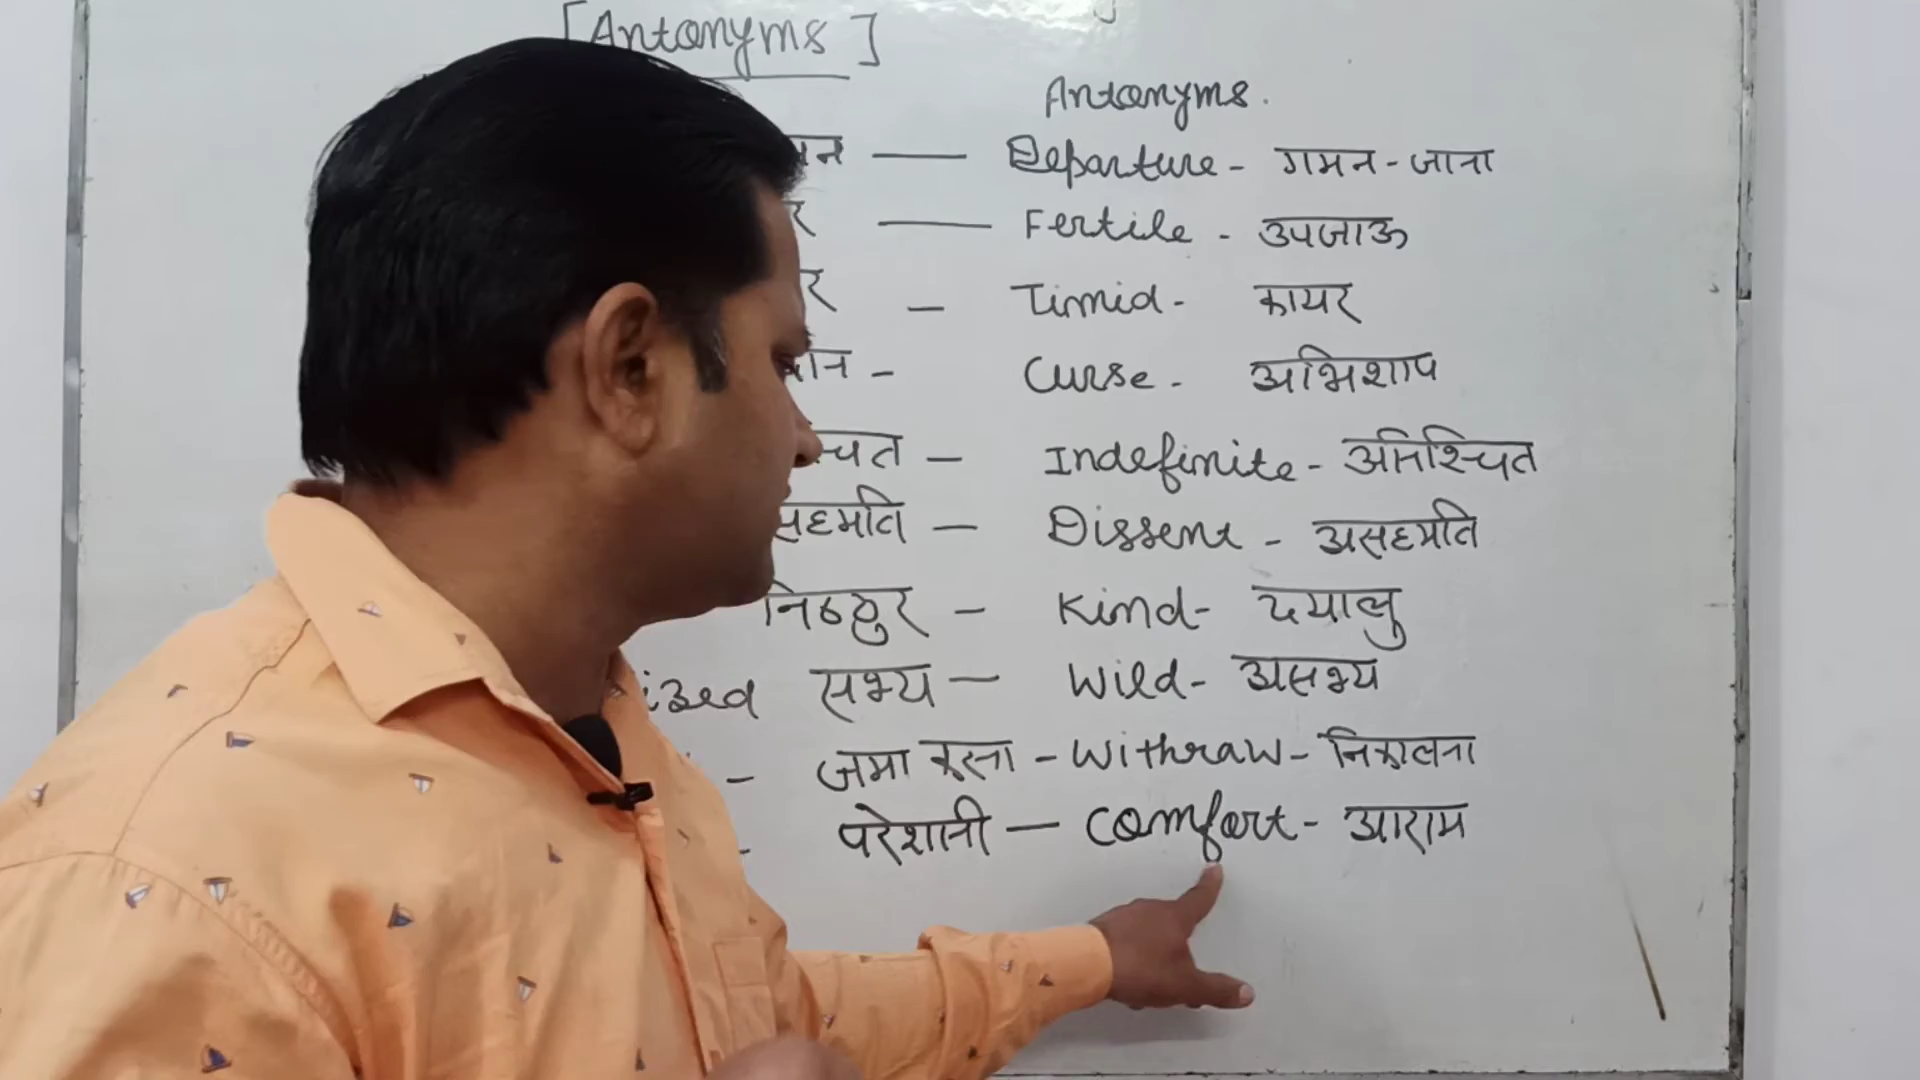 [Antonyms]
Antonyms.
— Departure - गमन - जाना
— Fertile - उपजाऊ
— Timid - कायर
- Curse - अभिशाप
— Indefinite - अनिश्चित
सहमति — Dissent - असहमति
निठहुर — Kind - दयालु
सभ्य — Wild - असभ्य
- जमा करना - Withraw - निकालना
- परेशानी — Comfort - आराम